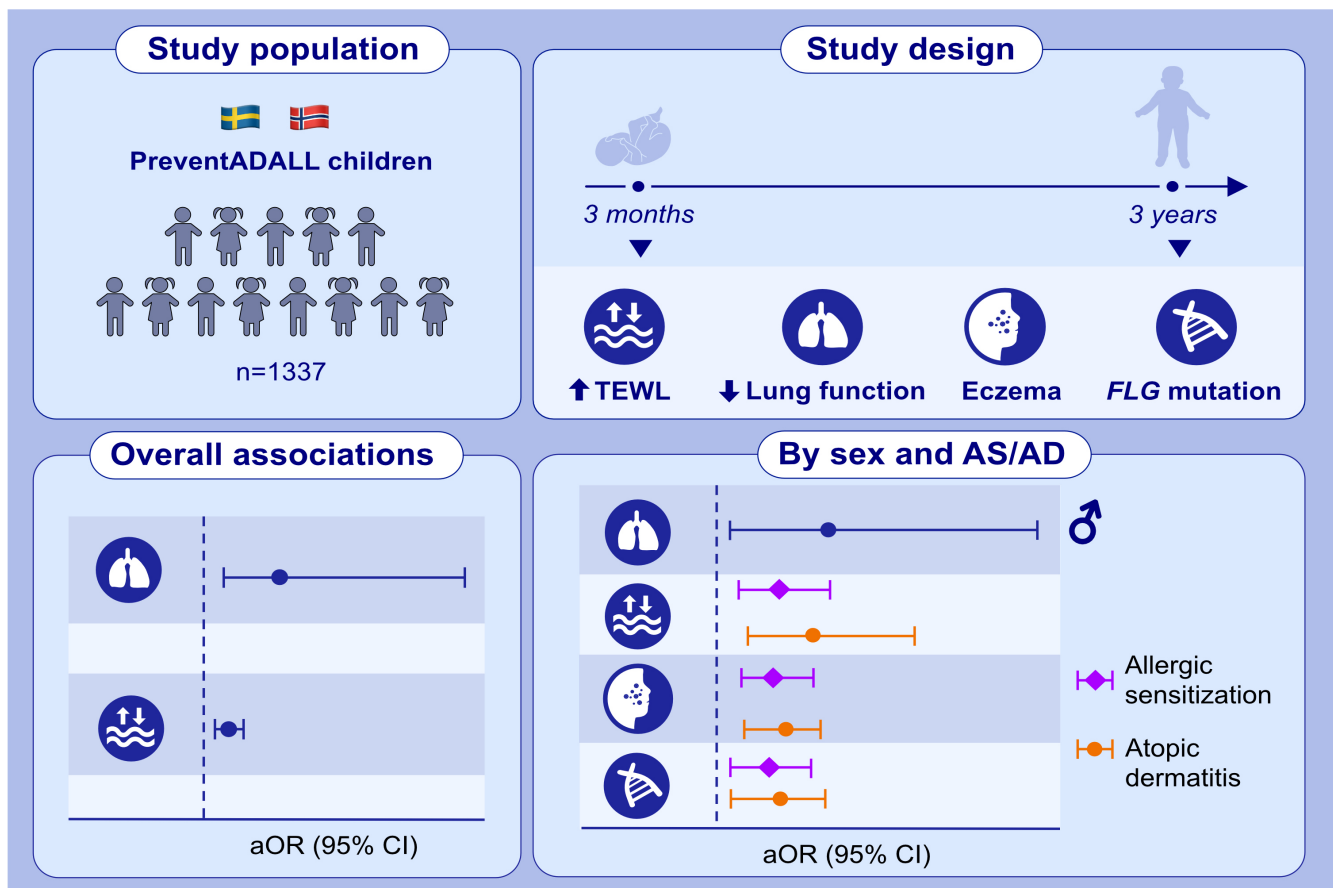 Study population
PreventADALL children
n=1337
Study design
3 months
3 years
TEWL
Lung function
Eczema
FLG mutation
Overall associations
aOR (95% CI)
By sex and AS/AD
Allergic
sensitization
Atopic
dermatitis
aOR (95% CI)